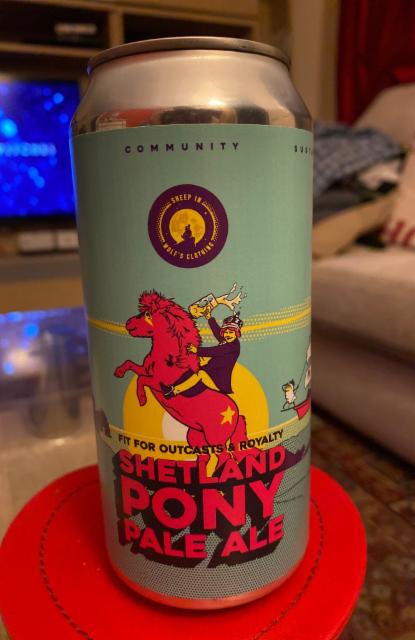 COMMUNITY
SHEEP IN
WOLF'S CLOTHING
FIT FOR OUTCASTS & ROYALTY
SHETLAND
PONY
PALE ALE